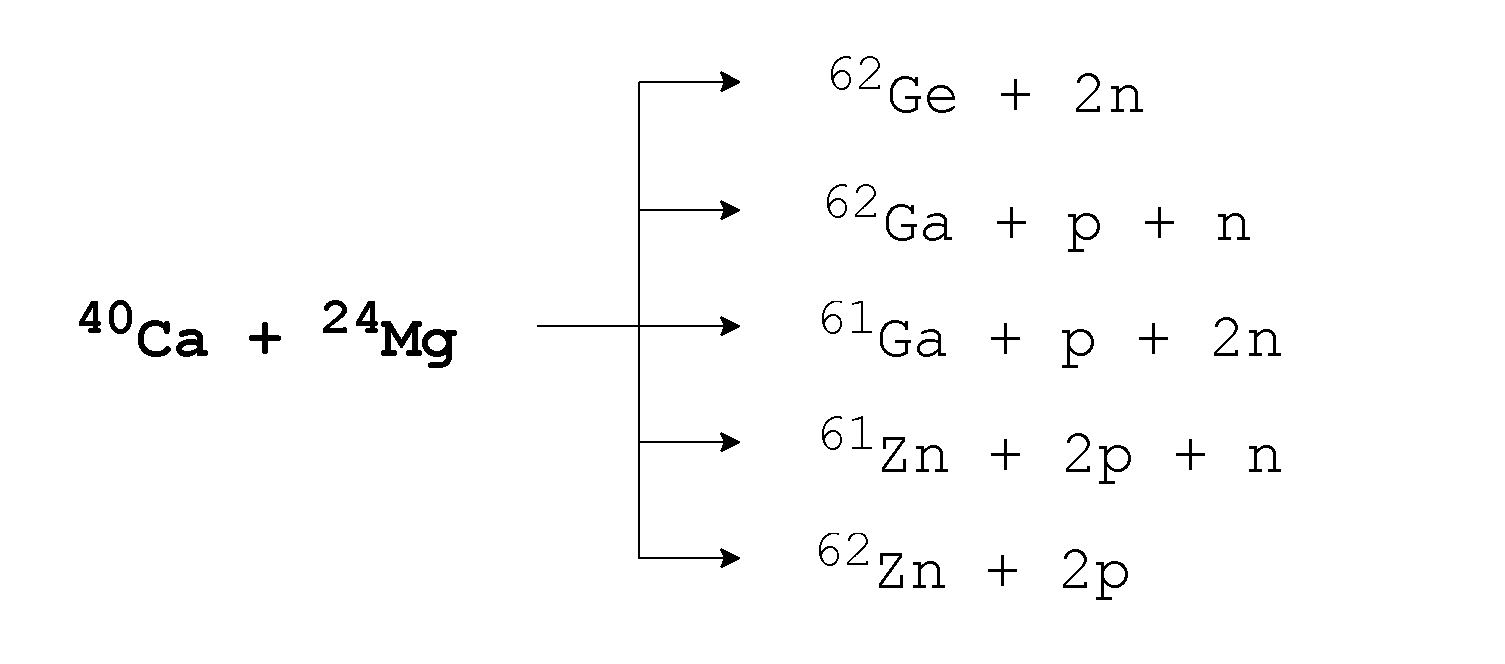 ⁶²Ge + 2n
⁶²Ga + p + n
⁴⁰Ca + ²⁴Mg
⁶¹Ga + p + 2n
⁶¹Zn + 2p + n
⁶²Zn + 2p